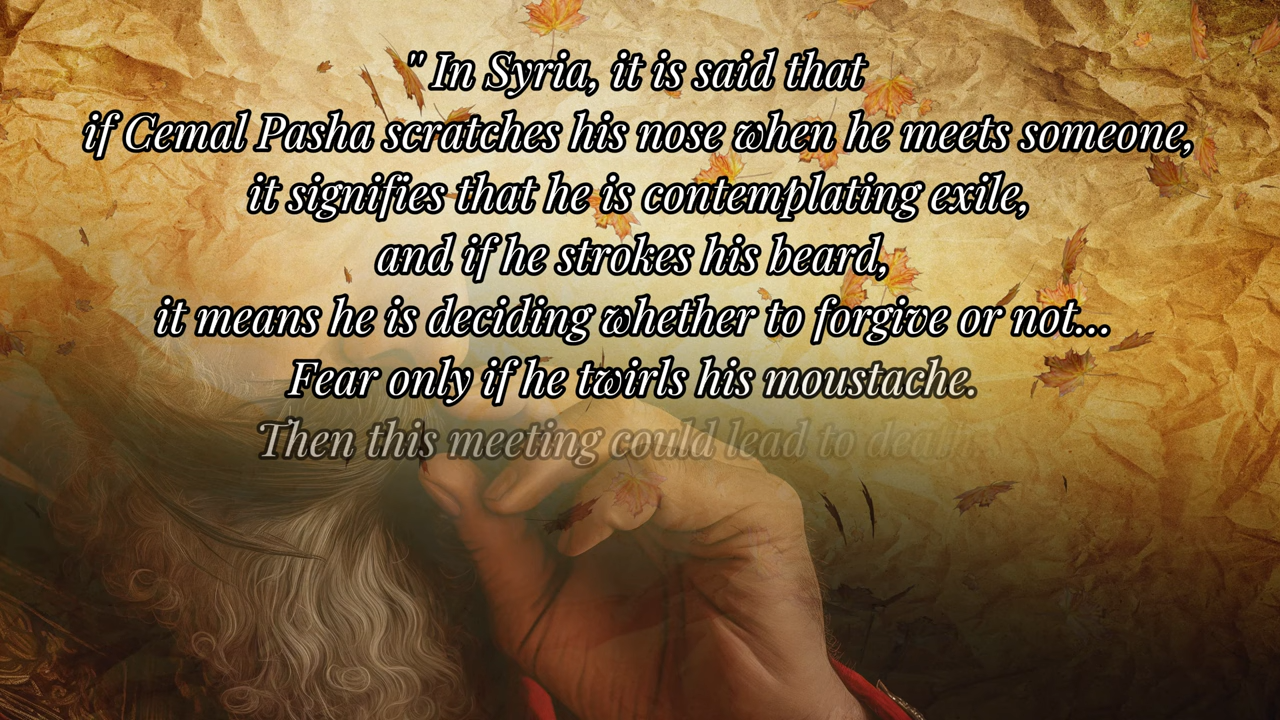 " In Syria, it is said that
if Cemal Pasha scratches his nose when he meets someone,
it signifies that he is contemplating exile,
and if he strokes his beard,
it means he is deciding whether to forgive or not...
Fear only if he twirls his moustache.
Then this meeting could lead to